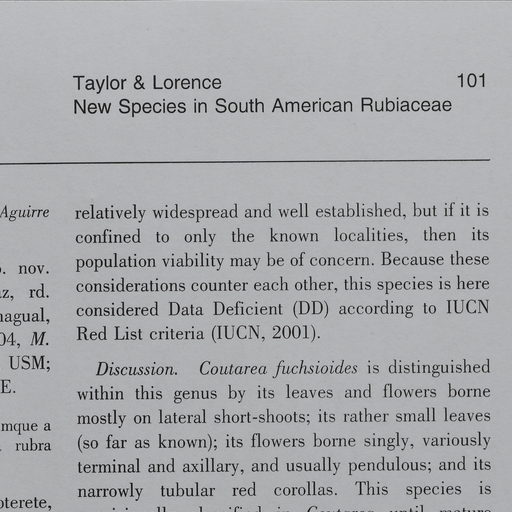 Taylor & Lorence 101
New Species in South American Rubiaceae
Aguirre
nov.
rd.
04, M.
USM;
E.
a
rubra
relatively widespread and well established, but if it is
confined to only the known localities, then its
population viability may be of concern. Because these
considerations counter each other, this species is here
considered Data Deficient (DD) according to IUCN
Red List criteria (IUCN, 2001).
Discussion. Coutarea fuchsioides is distinguished
within this genus by its leaves and flowers borne
mostly on lateral short-shoots; its rather small leaves
(so far as known); its flowers borne singly, variously
terminal and axillary, and usually pendulous; and its
narrowly tubular red corollas. This species is
in Coutarea until mature